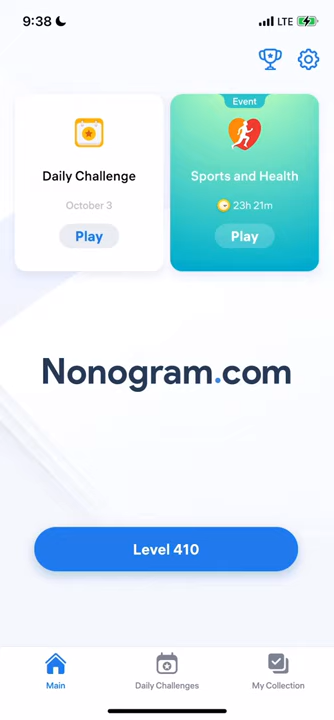 9:38
LTE
Event
Daily Challenge
Sports and Health
October 3
23h 21m
Play
Play
Nonogram.com
Level 410
Main
Daily Challenges
My Collection